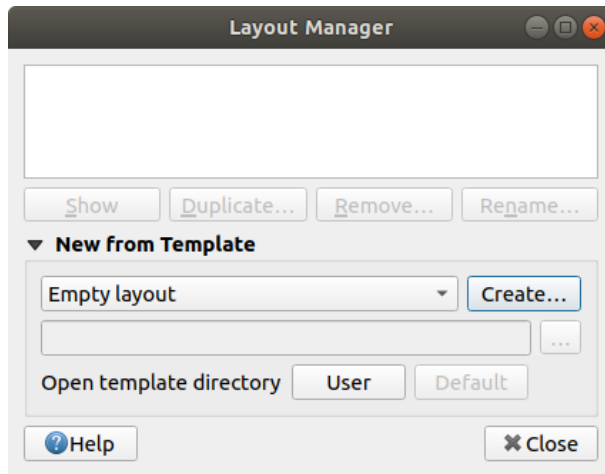 Layout Manager
Show Duplicate... Remove... Rename...
New from Template
Empty layout Create...
...
Open template directory User Default
Help Close